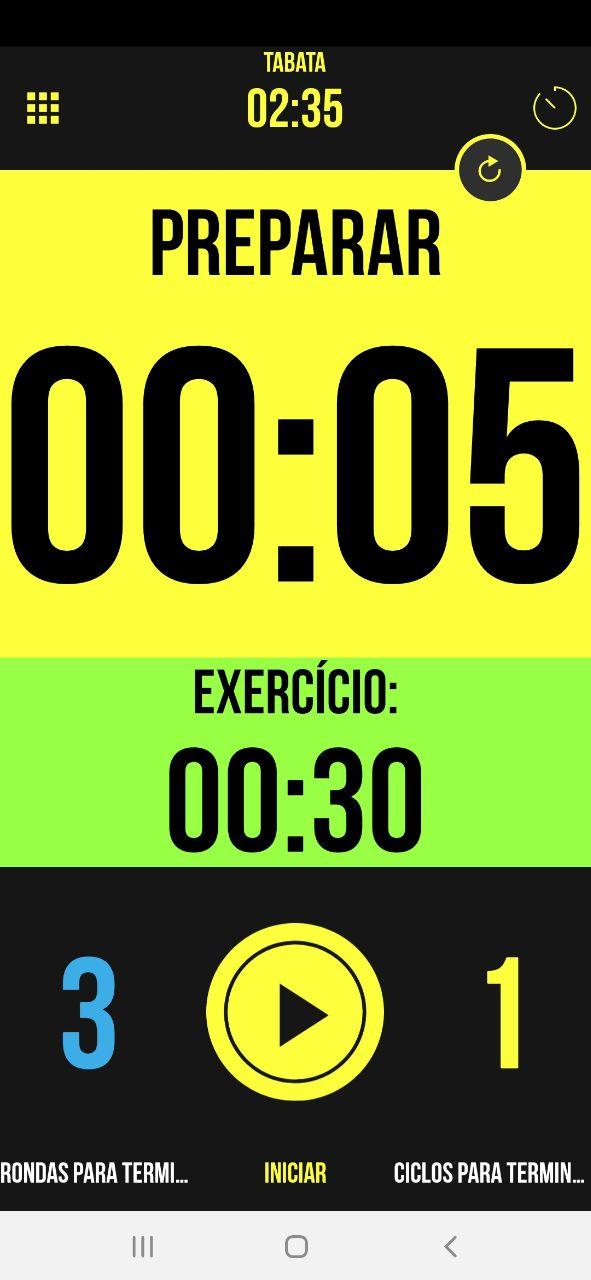 TABATA
02:35
PREPARAR
00:05
EXERCÍCIO:
00:30
3
1
RONDAS PARA TERMI...
INICIAR
CICLOS PARA TERMIN...